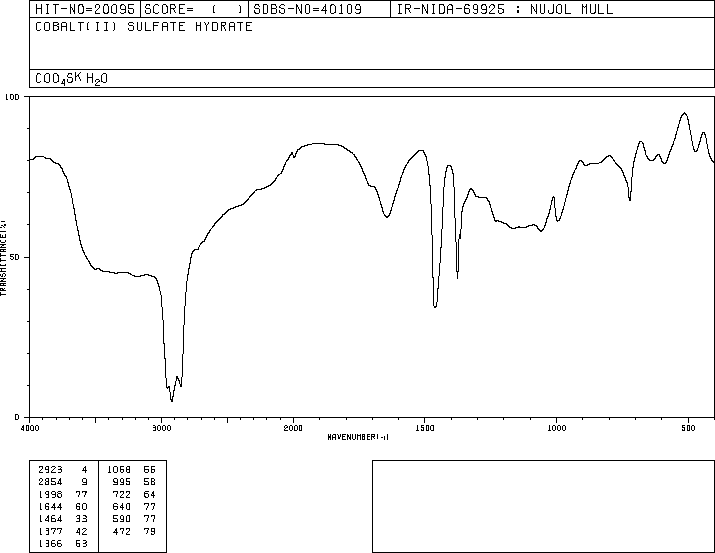 HIT-NO=20095 SCORE= ( ) SDBS-NO=40109 IR-NIDA-69925 : NUJOL MULL
COBALT(II) SULFATE HYDRATE
COO4SK H2O
100
50
0
TRANSMITTANCE(%)
4000 3000 2000 1500 1000 500
WAVENUMBER(-1)
2923 4 1068 56
2854 9 995 58
1998 77 722 64
1644 60 640 77
1464 33 590 77
1377 42 472 79
1366 63